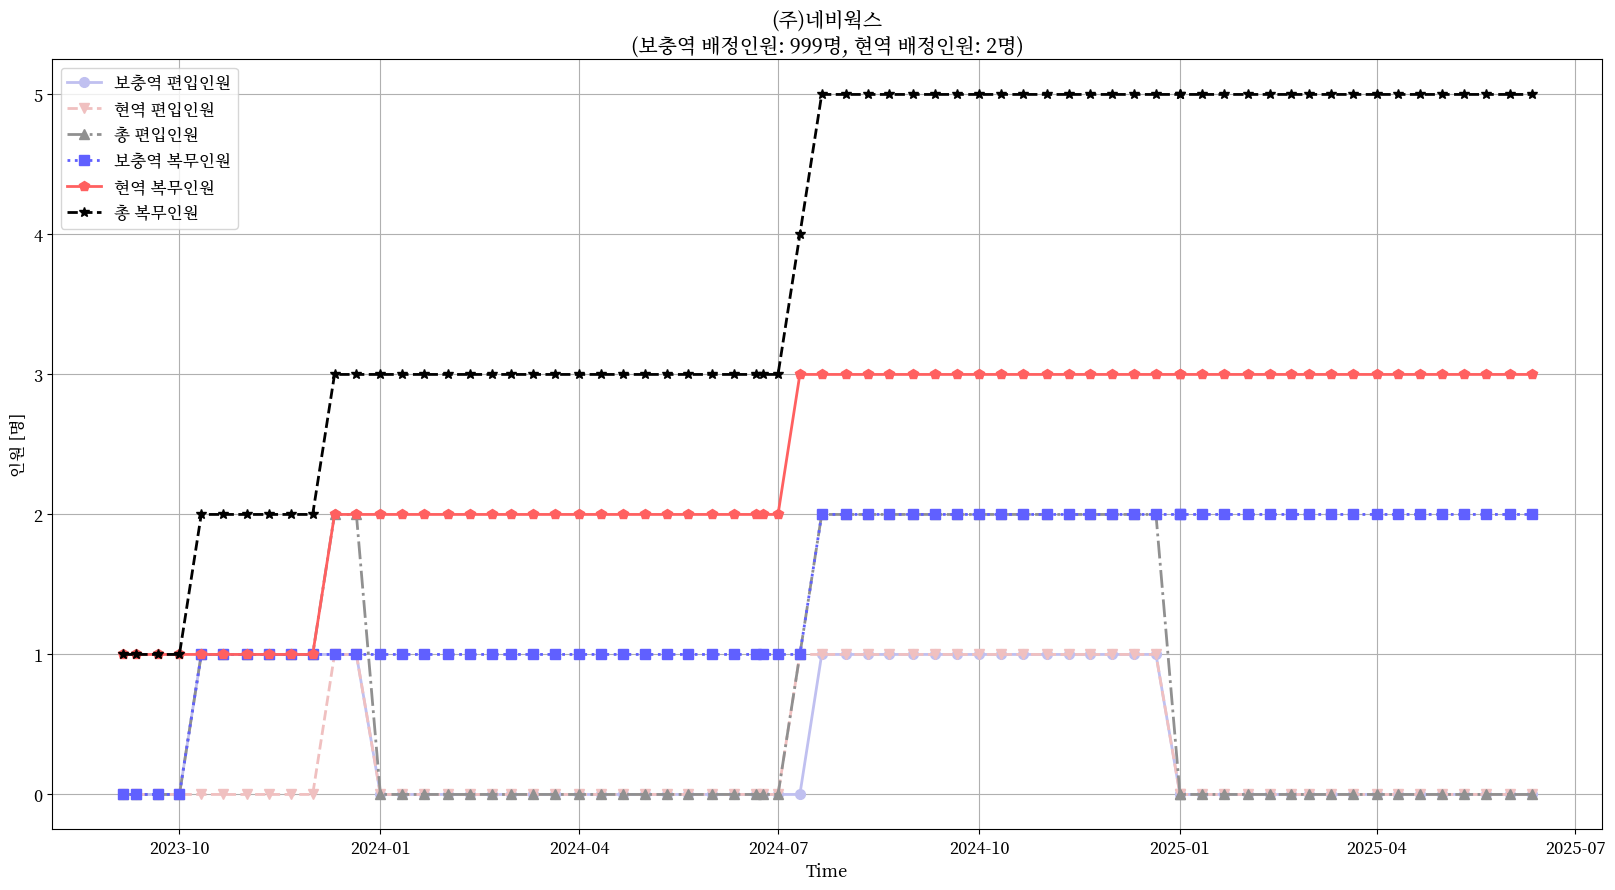 (주)네비웍스
(보충역 배정인원: 999명, 현역 배정인원: 2명)
보충역 편입인원
현역 편입인원
총 편입인원
보충역 복무인원
현역 복무인원
총 복무인원
인원 [명]
5
4
3
2
1
0
2023-10
2024-01
2024-04
2024-07
2024-10
2025-01
2025-04
2025-07
Time